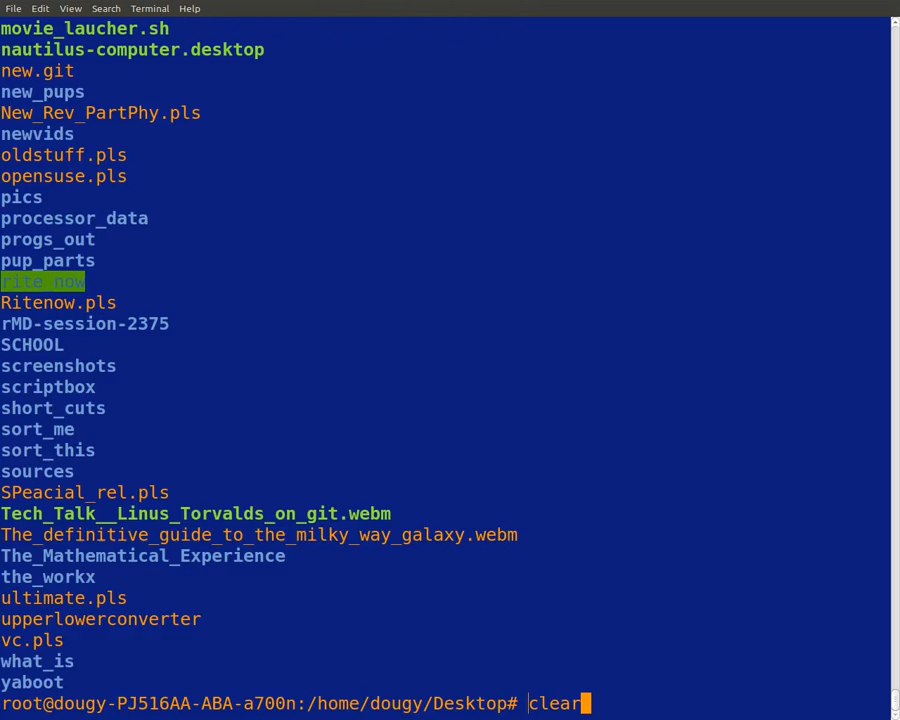 File Edit View Search Terminal Help
movie_laucher.sh
nautilus-computer.desktop
new.git
new_pups
New_Rev_PartPhy.pls
newvids
oldstuff.pls
opensuse.pls
pics
processor_data
progs_out
pup_parts
rite_now
Ritenow.pls
rMD-session-2375
SCHOOL
screenshots
scriptbox
short_cuts
sort_me
sort_this
sources
SPeacial_rel.pls
Tech_Talk__Linus_Torvalds_on_git.webm
The_definitive_guide_to_the_milky_way_galaxy.webm
The_Mathematical_Experience
the_workx
ultimate.pls
upperlowerconverter
vc.pls
what_is
yaboot
root@dougy-PJ516AA-ABA-a700n:/home/dougy/Desktop# clear